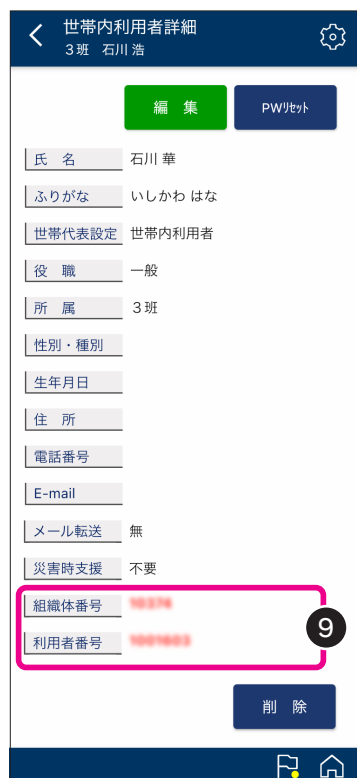 世帯内利用者詳細
3班 石川 浩
編 集
PWリセット
氏 名 石川 華
ふりがな いしかわ はな
世帯代表設定 世帯内利用者
役 職 一般
所 属 3班
性別・種別
生年月日
住 所
電話番号
E-mail
メール転送 無
災害時支援 不要
組織体番号
利用者番号
9
削 除